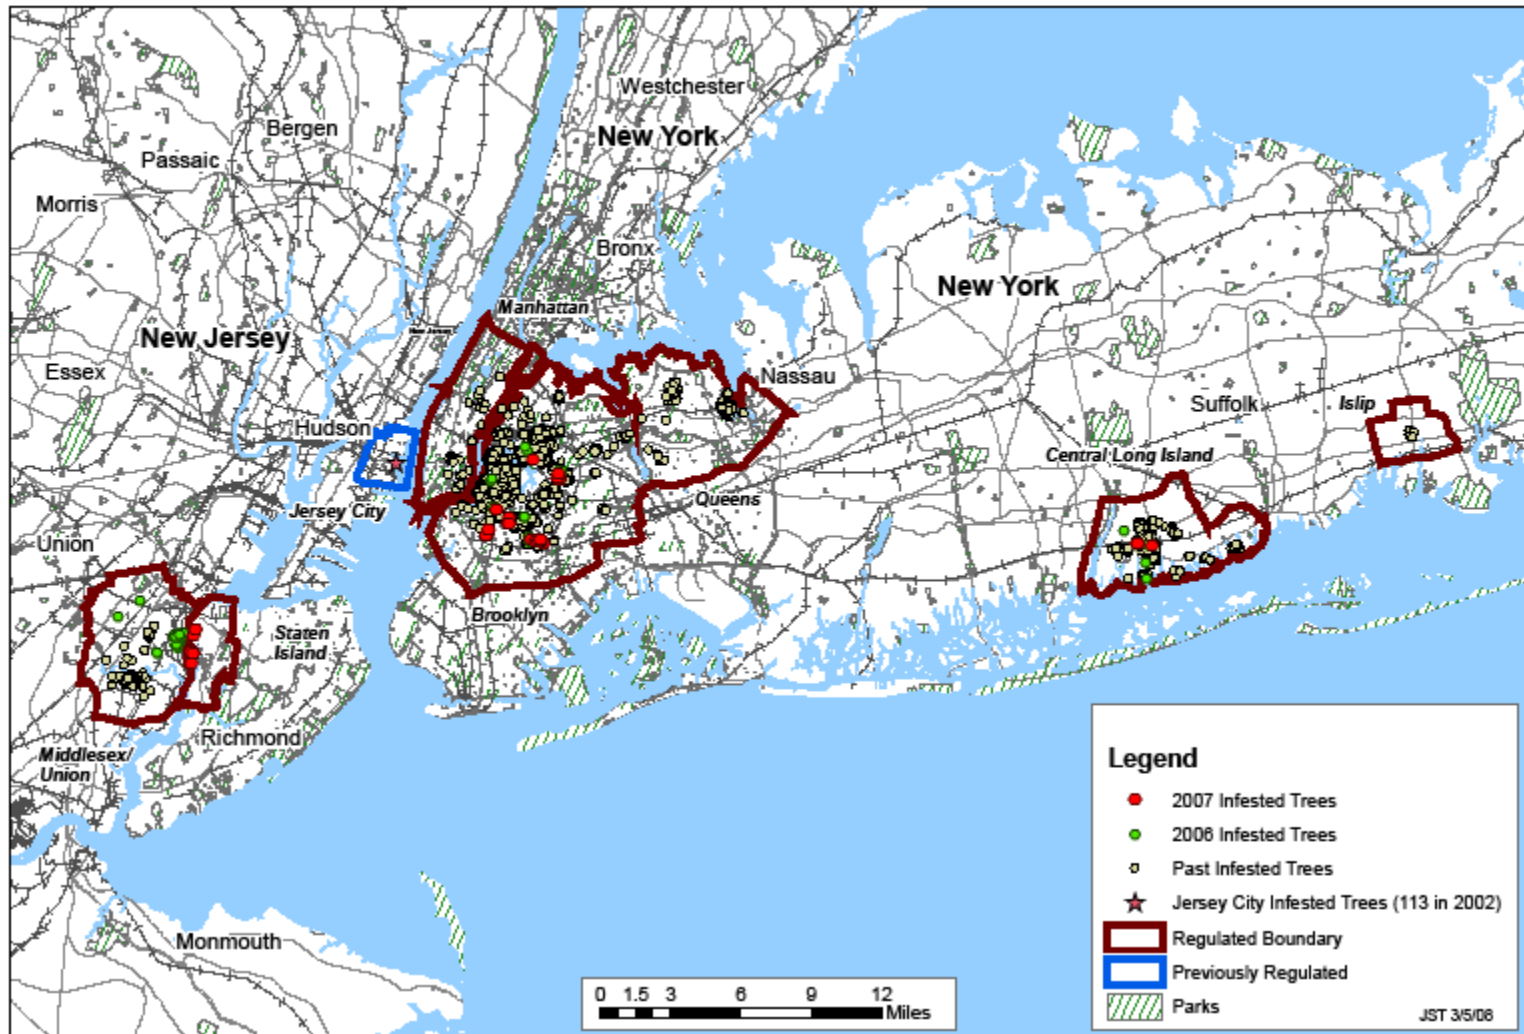 Westchester
New York
Bergen
Passaic
Morris
Bronx
New York
Manhattan
New Jersey
Essex
Nassau
Suffolk
Islip
Hudson
Central Long Island
Queens
Jersey City
Union
Brooklyn
Staten
Island
Richmond
Middlesex/
Union
Monmouth
Legend
2007 Infested Trees
2006 Infested Trees
Past Infested Trees
Jersey City Infested Trees (113 in 2002)
Regulated Boundary
Previously Regulated
Parks
JST 3/5/08
0 1.5 3 6 9 12
Miles